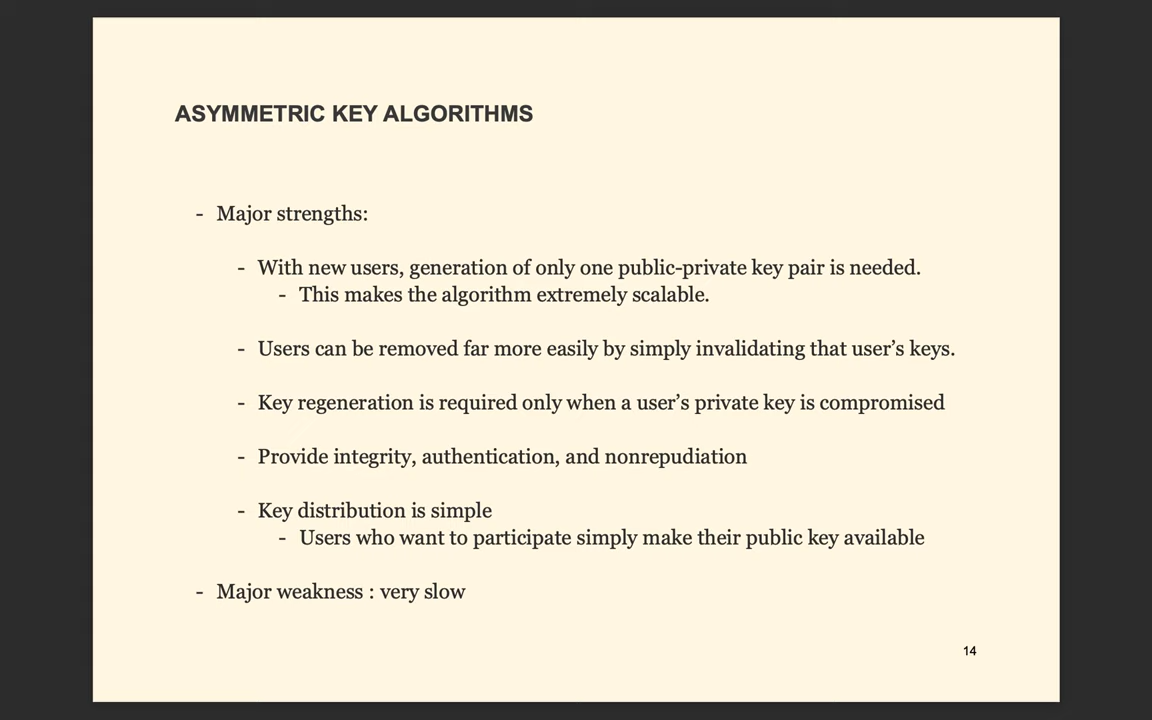 ASYMMETRIC KEY ALGORITHMS
- Major strengths:
- With new users, generation of only one public-private key pair is needed.
- This makes the algorithm extremely scalable.
- Users can be removed far more easily by simply invalidating that user’s keys.
- Key regeneration is required only when a user’s private key is compromised
- Provide integrity, authentication, and nonrepudiation
- Key distribution is simple
- Users who want to participate simply make their public key available
- Major weakness : very slow
14